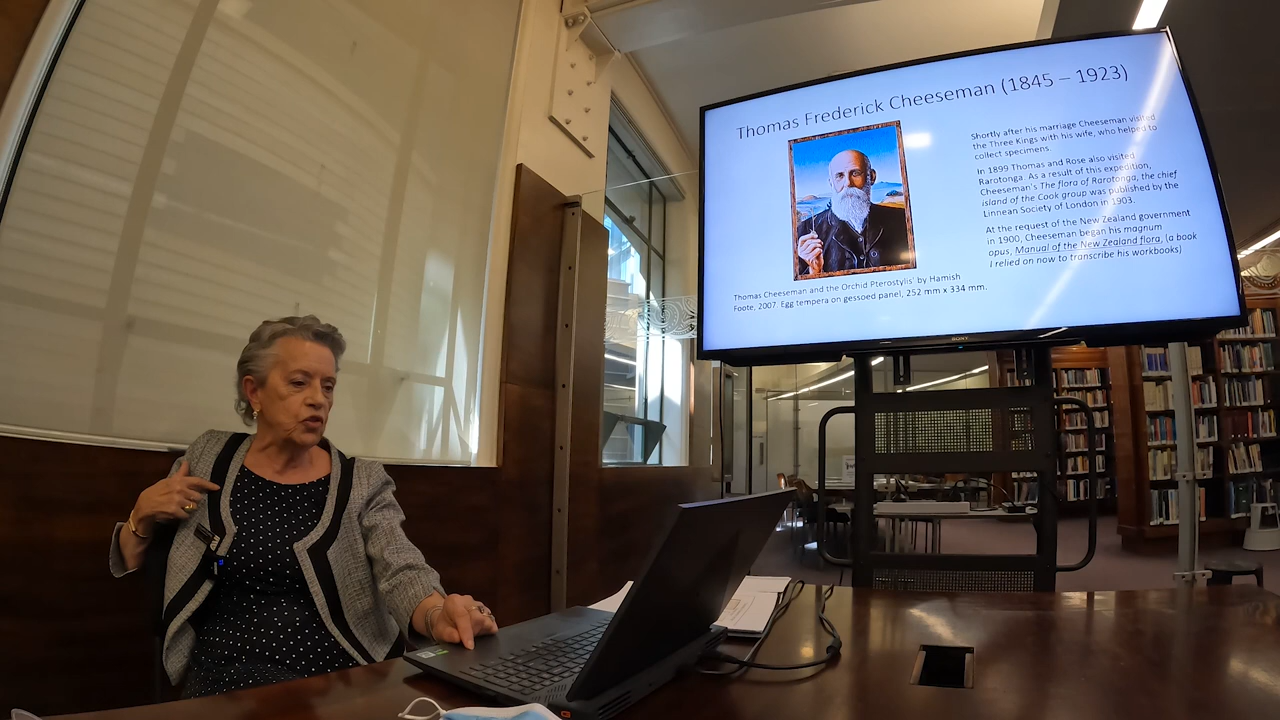 Thomas Frederick Cheeseman (1845 – 1923)
Shortly after his marriage Cheeseman visited
the Three Kings with his wife, who helped to
collect specimens.
In 1899 Thomas and Rose also visited
Rarotonga. As a result of this expedition,
Cheeseman's The flora of Rarotonga, the chief
island of the Cook group was published by the
Linnean Society of London in 1903.
At the request of the New Zealand government
in 1900, Cheeseman began his magnum
opus, Manual of the New Zealand flora, (a book
I relied on now to transcribe his workbooks)
Thomas Cheeseman and the Orchid Pterostylis' by Hamish
Foote, 2007. Egg tempera on gessoed panel, 252 mm x 334 mm.
SONY